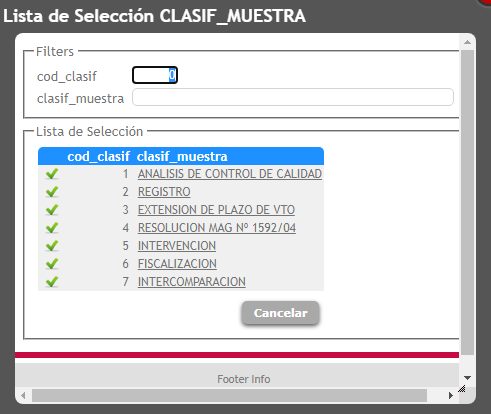 Lista de Selección CLASIF_MUESTRA
Filters
cod_clasif 0
clasif_muestra
Lista de Selección
cod_clasif clasif_muestra
1 ANALISIS DE CONTROL DE CALIDAD
2 REGISTRO
3 EXTENSION DE PLAZO DE VTO
4 RESOLUCION MAG Nº 1592/04
5 INTERVENCION
6 FISCALIZACION
7 INTERCOMPARACION
Cancelar
Footer Info